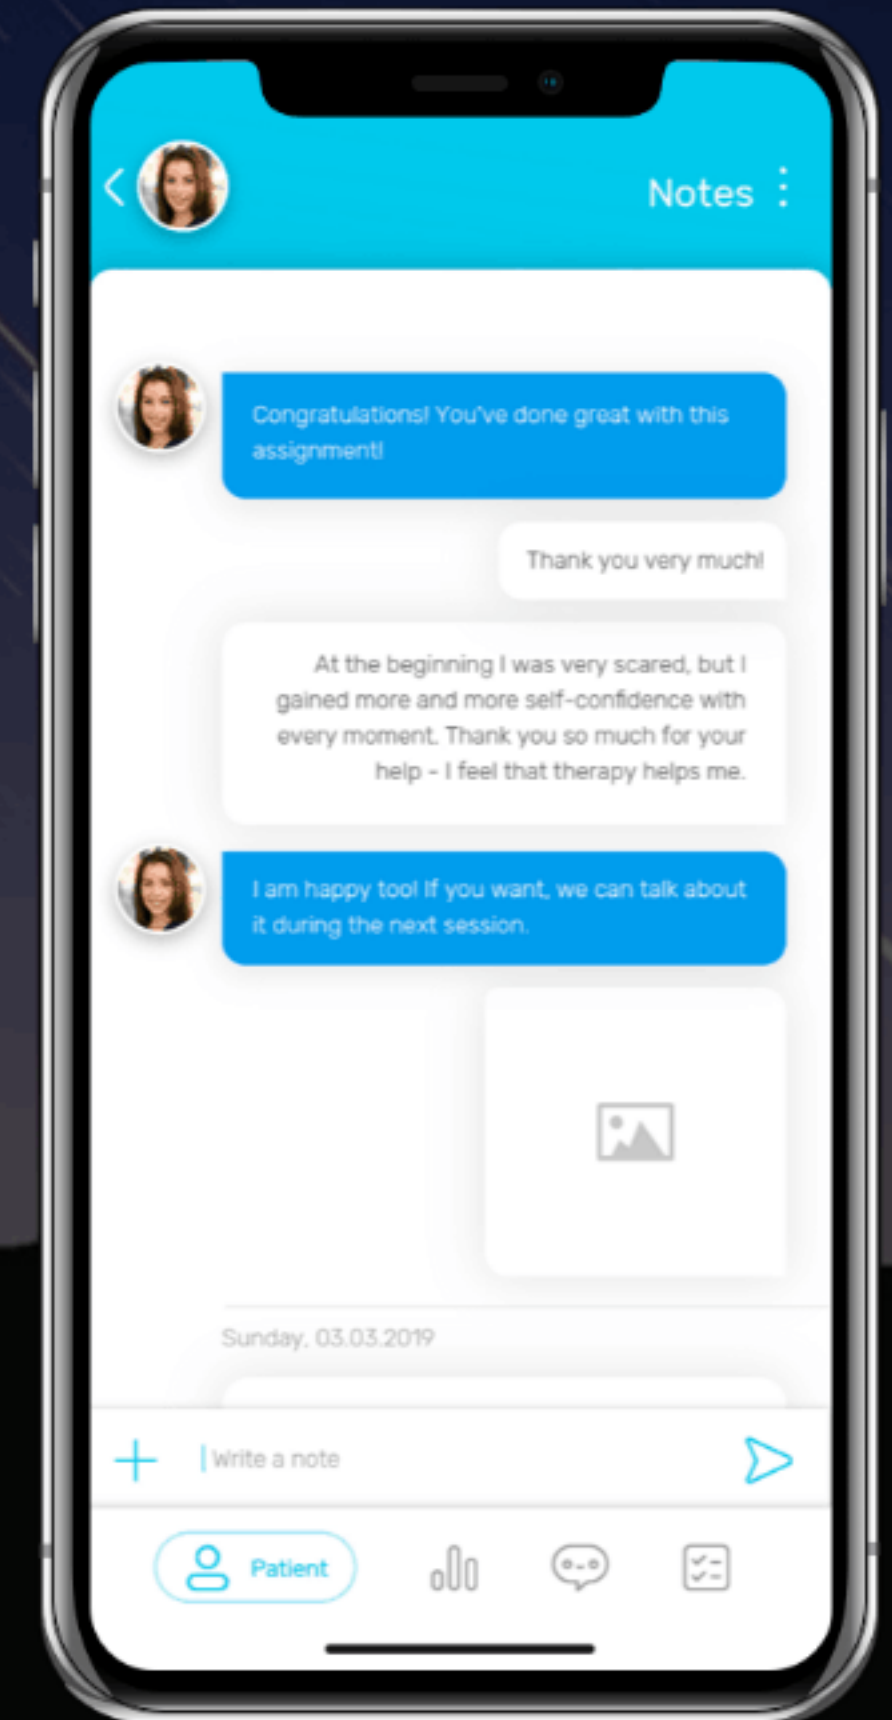 Notes
Congratulations! You've done great with this
assignment!
Thank you very much!
At the beginning I was very scared, but I
gained more and more self-confidence with
every moment. Thank you so much for your
help - I feel that therapy helps me.
I am happy too! If you want, we can talk about
it during the next session.
Sunday, 03.03.2019
Write a note
Patient